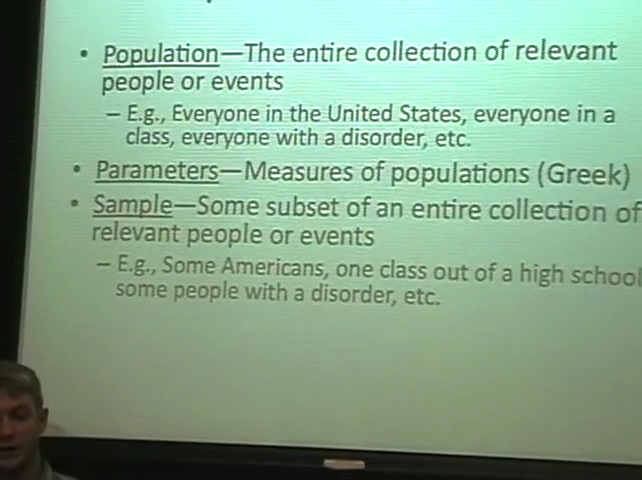 • Population—The entire collection of relevant
people or events
– E.g., Everyone in the United States, everyone in a
class, everyone with a disorder, etc.
• Parameters—Measures of populations (Greek)
• Sample—Some subset of an entire collection of
relevant people or events
– E.g., Some Americans, one class out of a high school
some people with a disorder, etc.